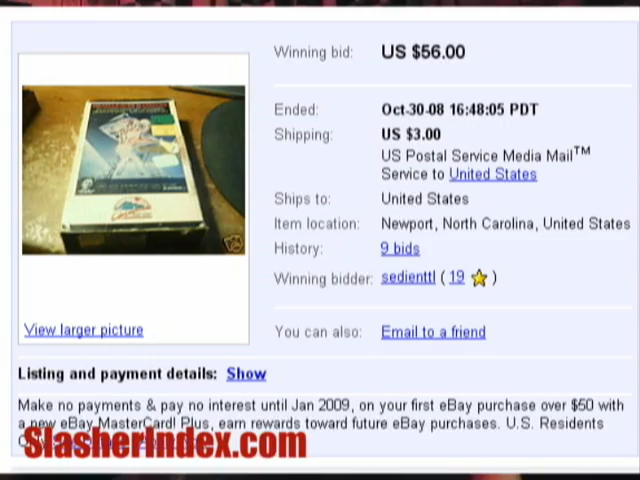 Winning bid: US $56.00
Ended: Oct-30-08 16:48:05 PDT
Shipping: US $3.00
US Postal Service Media Mail™
Service to United States
Ships to: United States
Item location: Newport, North Carolina, United States
History: 9 bids
Winning bidder: sedienttl ( 19 )
View larger picture
You can also: Email to a friend
Listing and payment details: Show
Make no payments & pay no interest until Jan 2009, on your first eBay purchase over $50 with
a new eBay MasterCard! Plus, earn rewards toward future eBay purchases. U.S. Residents
SlasherIndex.com